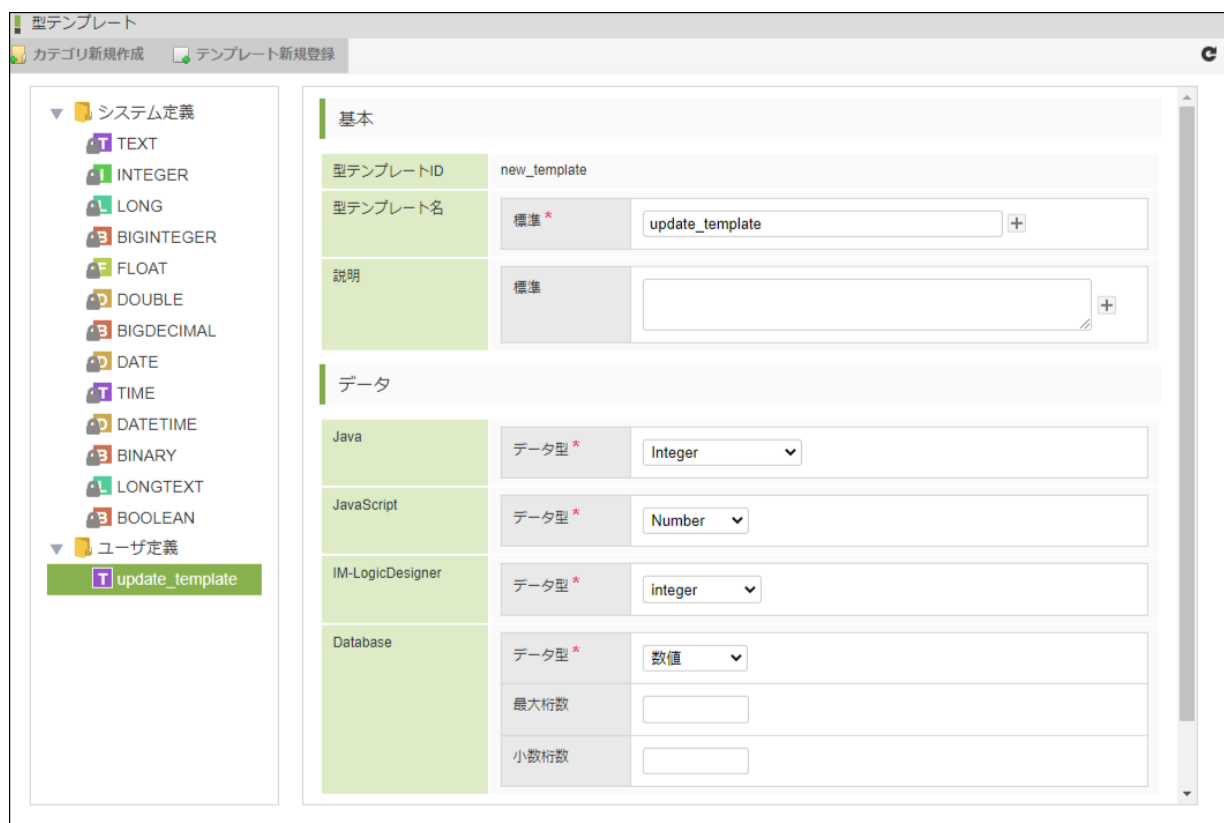 型テンプレート
カテゴリ新規作成 テンプレート新規登録
システム定義
T TEXT
I INTEGER
L LONG
B BIGINTEGER
F FLOAT
D DOUBLE
B BIGDECIMAL
D DATE
T TIME
D DATETIME
B BINARY
L LONGTEXT
B BOOLEAN
ユーザ定義
T update_template
基本
型テンプレートID new_template
型テンプレート名 標準* update_template
説明 標準
データ
Java データ型* Integer
JavaScript データ型* Number
IM-LogicDesigner データ型* integer
Database データ型* 数値
最大桁数
小数桁数